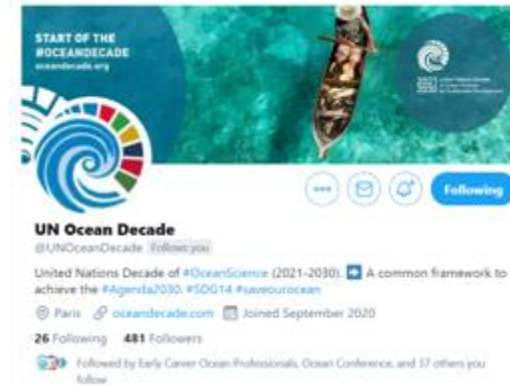 START OF THE
#OCEANDECADE
oceandecade.org
UN Ocean Decade
@UNOceanDecade Follows you
Following
United Nations Decade of #OceanScience (2021-2030). ➡ A common framework to
achieve the #Agenda2030. #SDG14 #saveourocean
Paris oceandecade.com Joined September 2020
26 Following 481 Followers
Followed by Early Career Ocean Professionals, Ocean Conference, and 37 others you
follow